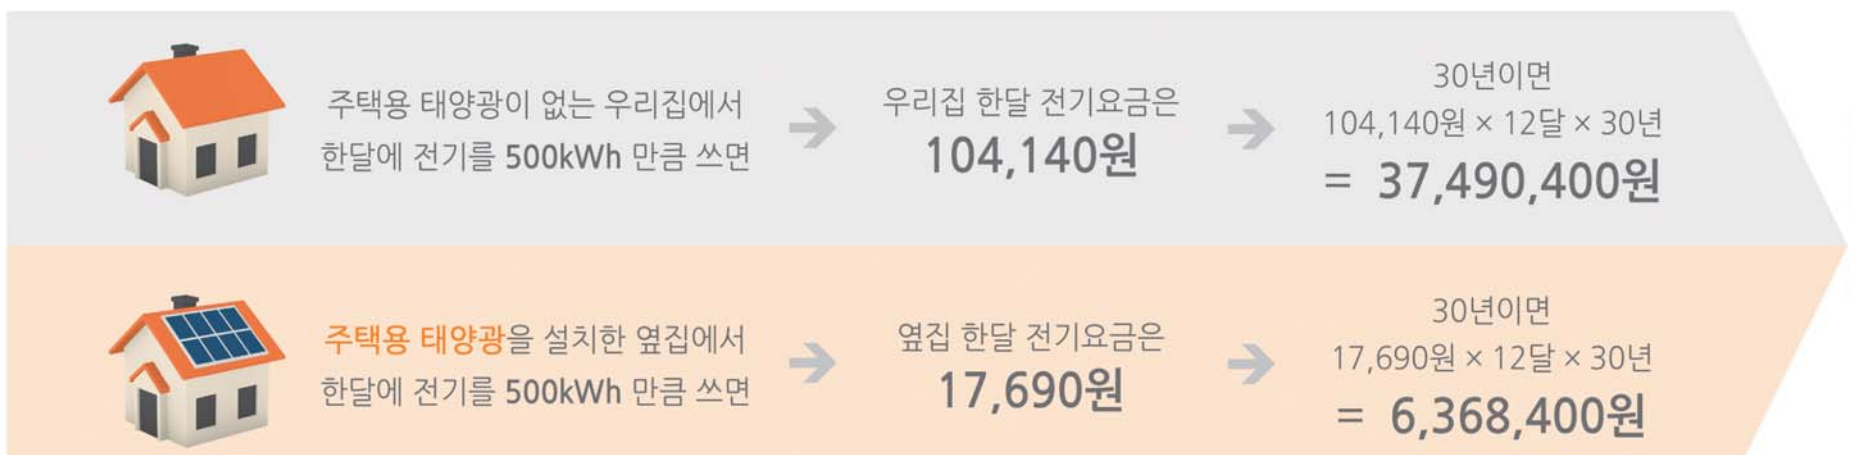 주택용 태양광이 없는 우리집에서
한달에 전기를 500kWh 만큼 쓰면
우리집 한달 전기요금은
104,140원
30년이면
104,140원 × 12달 × 30년
= 37,490,400원
주택용 태양광을 설치한 옆집에서
한달에 전기를 500kWh 만큼 쓰면
옆집 한달 전기요금은
17,690원
30년이면
17,690원 × 12달 × 30년
= 6,368,400원